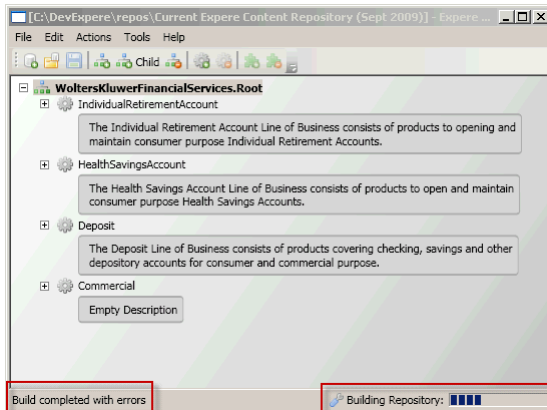 [C:\DevExpere\repos\Current Expere Content Repository (Sept 2009)] - Expere ...
File Edit Actions Tools Help
Child
WoltersKluwerFinancialServices.Root
IndividualRetirementAccount
The Individual Retirement Account Line of Business consists of products to opening and
maintain consumer purpose Individual Retirement Accounts.
HealthSavingsAccount
The Health Savings Account Line of Business consists of products to open and maintain
consumer purpose Health Savings Accounts.
Deposit
The Deposit Line of Business consists of products covering checking, savings and other
depository accounts for consumer and commercial purpose.
Commercial
Empty Description
Build completed with errors
Building Repository: